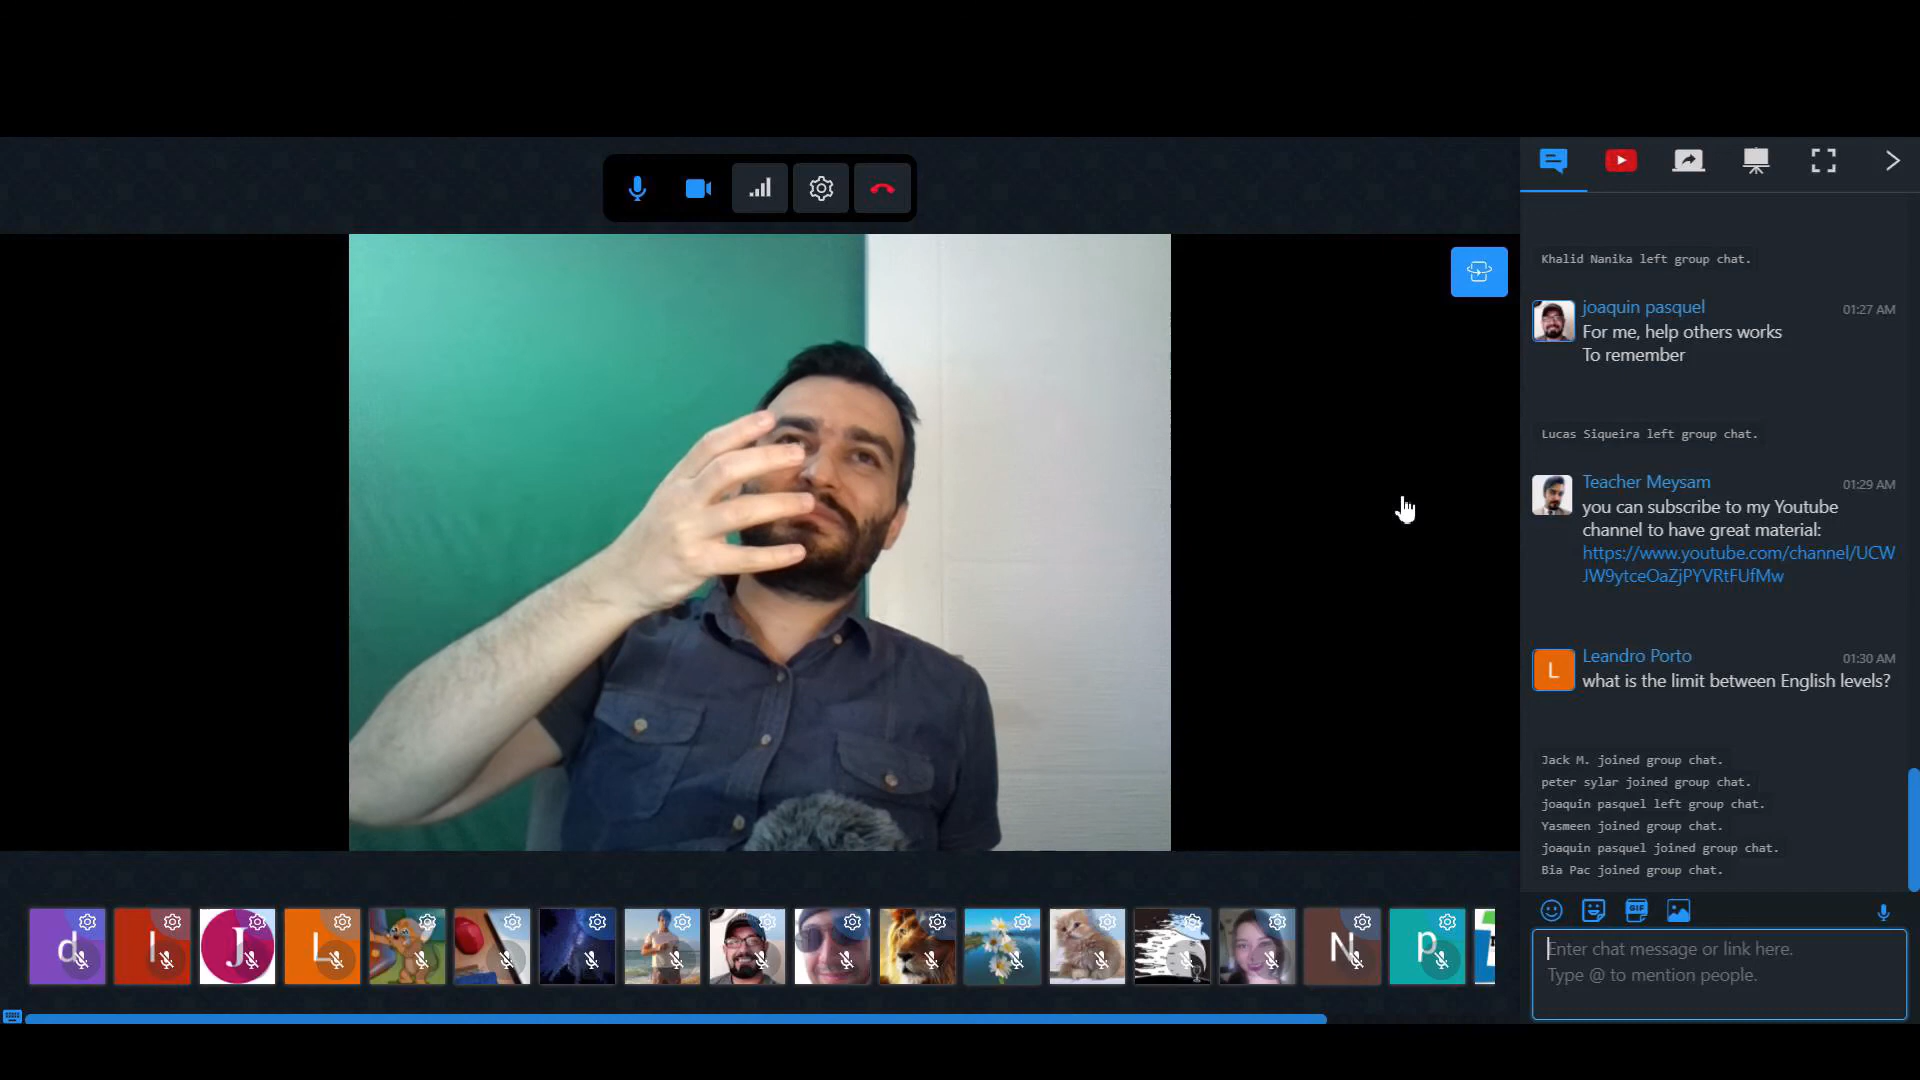 Khalid Nanika left group chat.
joaquin pasquel
01:27 AM
For me, help others works
To remember
Lucas Siqueira left group chat.
Teacher Meysam
01:29 AM
you can subscribe to my Youtube
channel to have great material:
https://www.youtube.com/channel/UCW
JW9ytceOaZjPYVRtFUfMw
Leandro Porto
01:30 AM
L
what is the limit between English levels?
Jack M. joined group chat.
peter sylar joined group chat.
joaquin pasquel left group chat.
Yasmeen joined group chat.
joaquin pasquel joined group chat.
Bia Pac joined group chat.
GIF
Enter chat message or link here.
Type @ to mention people.
d
J
L
N
p